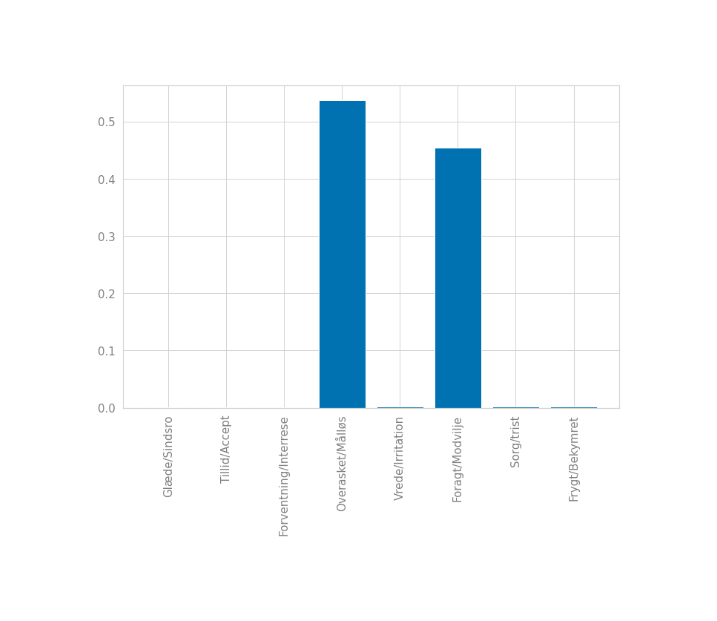 0.5
0.4
0.3
0.2
0.1
0.0
Glæde/Sindsro
Tillid/Accept
Forventning/Interrese
Overasket/Målløs
Vrede/Irritation
Foragt/Modvilje
Sorg/trist
Frygt/Bekymret